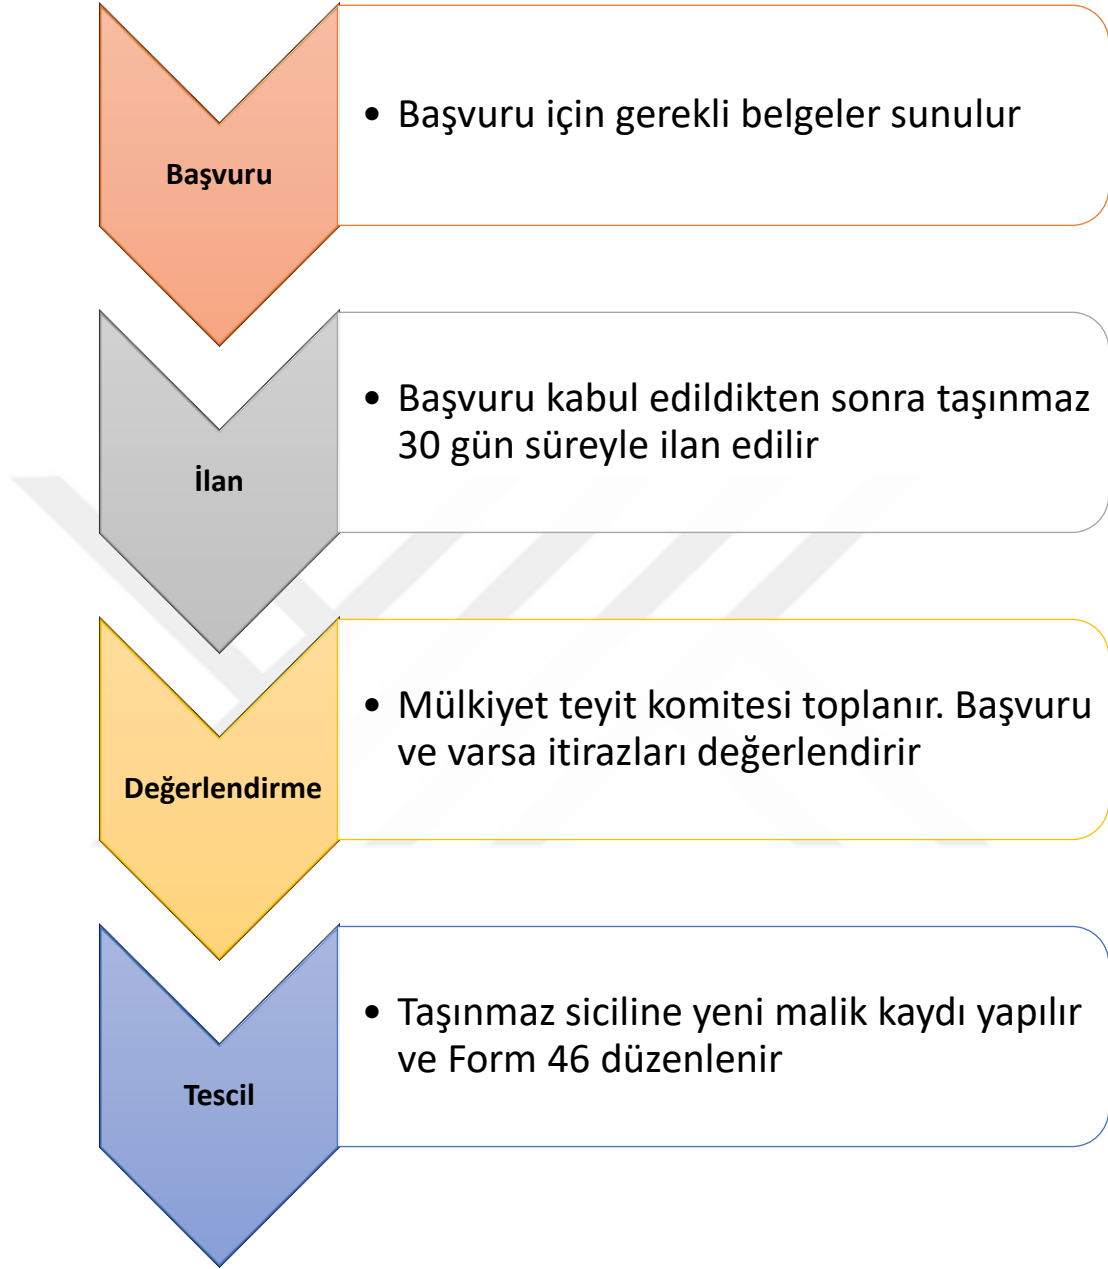 Başvuru
• Başvuru için gerekli belgeler sunulur
İlan
• Başvuru kabul edildikten sonra taşınmaz
30 gün süreyle ilan edilir
Değerlendirme
• Mülkiyet teyit komitesi toplanır. Başvuru
ve varsa itirazları değerlendirir
Tescil
• Taşınmaz siciline yeni malik kaydı yapılır
ve Form 46 düzenlenir